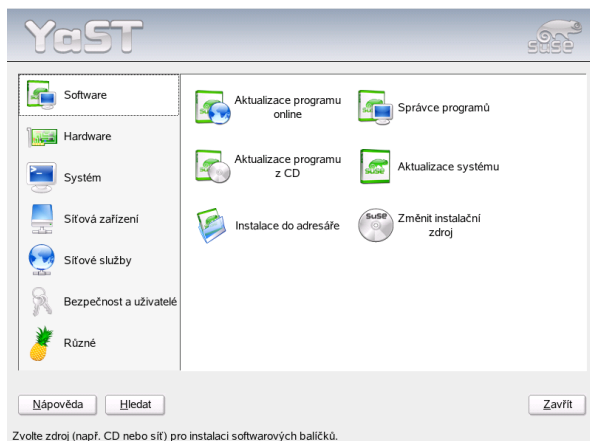 YaST
SUSE
Software
Hardware
Systém
Síťová zařízení
Síťové služby
Bezpečnost a uživatelé
Různé
Aktualizace programu
online
Správce programů
Aktualizace programu
z CD
Aktualizace systému
Instalace do adresáře
Změnit instalační
zdroj
Nápověda
Hledat
Zavřít
Zvolte zdroj (např. CD nebo síť) pro instalaci softwarových balíčků.